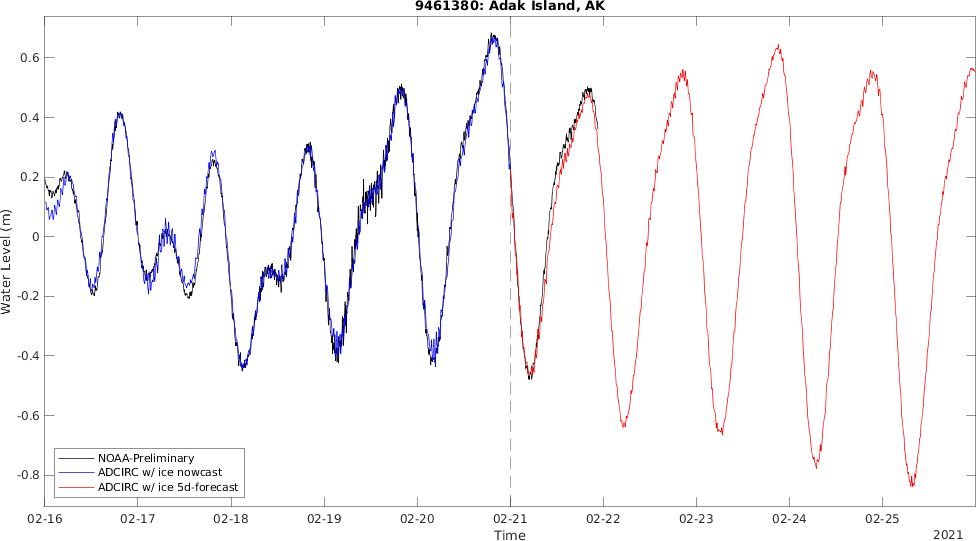 9461380: Adak Island, AK
Water Level (m)
0.6
0.4
0.2
0
-0.2
-0.4
-0.6
-0.8
NOAA-Preliminary
ADCIRC w/ ice nowcast
ADCIRC w/ ice 5d-forecast
02-16 02-17 02-18 02-19 02-20 02-21 02-22 02-23 02-24 02-25
Time
2021